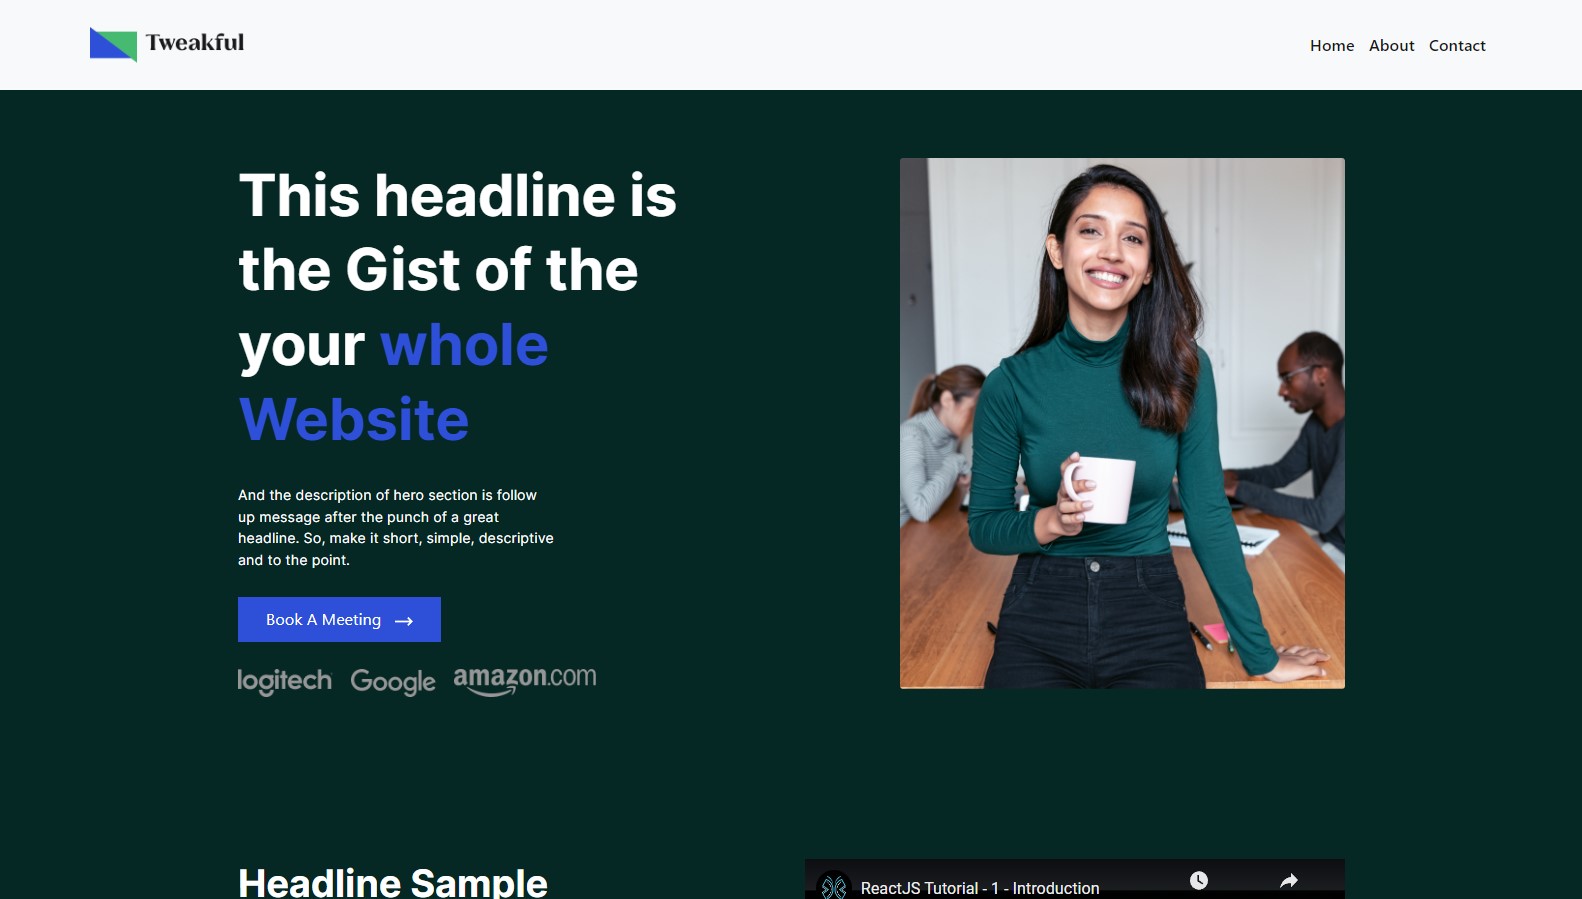 Tweakful
Home About Contact
This headline is
the Gist of the
your whole
Website
And the description of hero section is follow
up message after the punch of a great
headline. So, make it short, simple, descriptive
and to the point.
Book A Meeting →
logitech Google amazon.com
Headline Sample
ReactJS Tutorial - 1 - Introduction